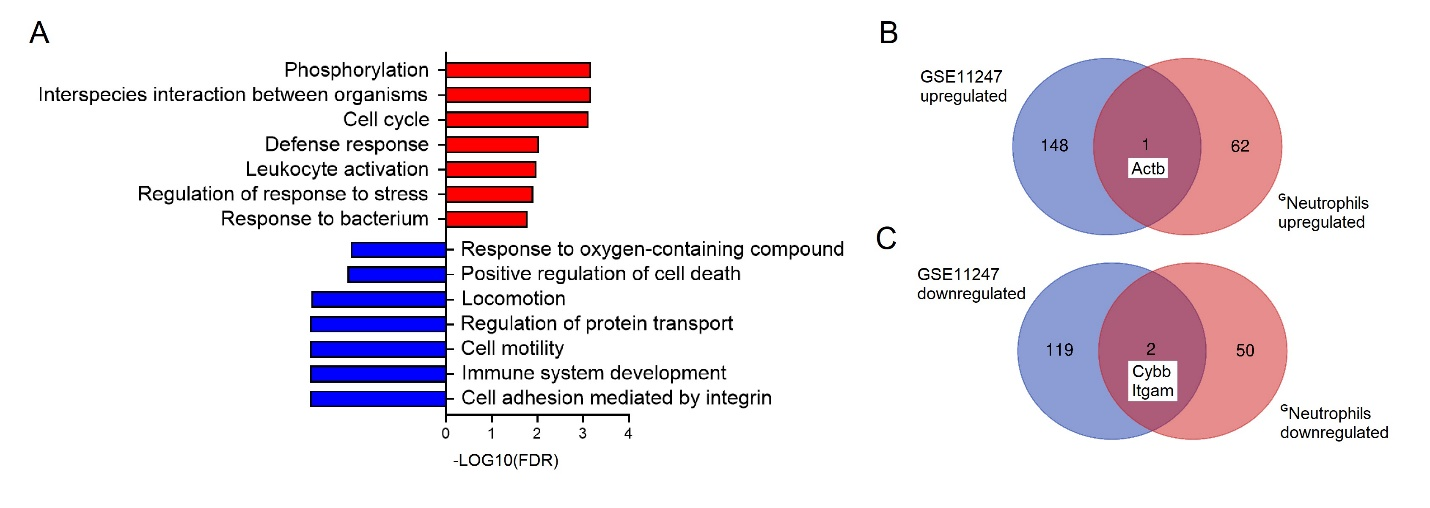 A
Phosphorylation
Interspecies interaction between organisms
Cell cycle
Defense response
Leukocyte activation
Regulation of response to stress
Response to bacterium
Response to oxygen-containing compound
Positive regulation of cell death
Locomotion
Regulation of protein transport
Cell motility
Immune system development
Cell adhesion mediated by integrin
0 1 2 3 4
-LOG10(FDR)
B
GSE11247
upregulated
148
1
Actb
62
ᴳNeutrophils
upregulated
C
GSE11247
downregulated
119
2
Cybb
Itgam
50
ᴳNeutrophils
downregulated